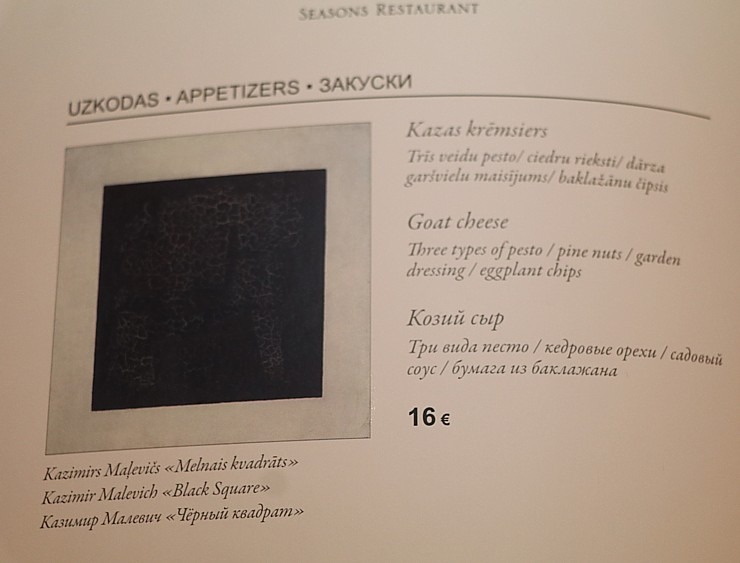 SEASONS RESTAURANT
UZKODAS • APPETIZERS • ЗАКУСКИ
Kazas krēmsiers
Trīs veidu pesto/ ciedru rieksti/ dārza
garšvielu maisījums/ baklažānu čipsis
Goat cheese
Three types of pesto / pine nuts / garden
dressing / eggplant chips
Козий сыр
Три вида песто / кедровые орехи / садовый
соус / бумага из баклажана
16 €
Kazimirs Maļevičs «Melnais kvadrāts»
Kazimir Malevich «Black Square»
Казимир Малевич «Чёрный квадрат»